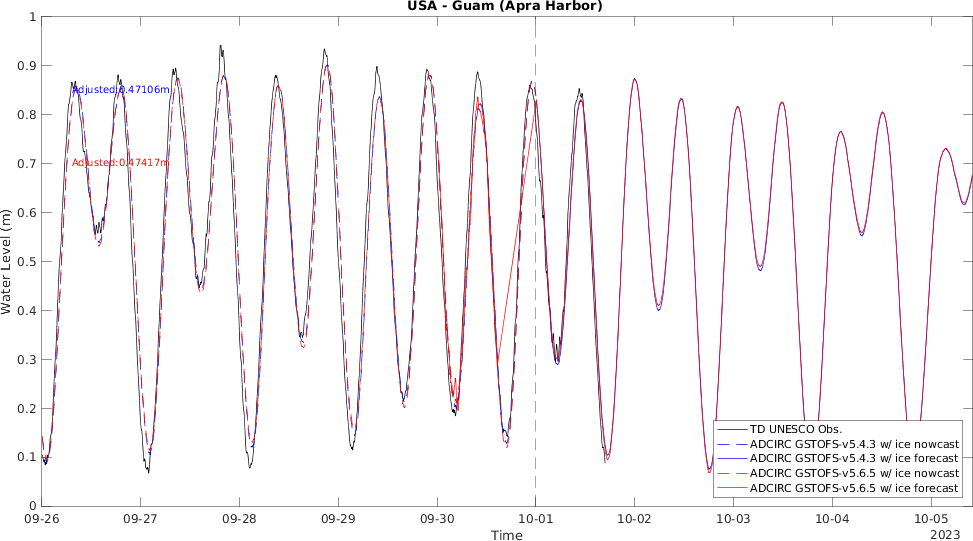 USA - Guam (Apra Harbor)
1
0.9
0.8
0.7
0.6
0.5
0.4
0.3
0.2
0.1
0
Water Level (m)
Adjusted:0.47106m
Adjusted:0.47417m
TD UNESCO Obs.
ADCIRC GSTOFS-v5.4.3 w/ ice nowcast
ADCIRC GSTOFS-v5.4.3 w/ ice forecast
ADCIRC GSTOFS-v5.6.5 w/ ice nowcast
ADCIRC GSTOFS-v5.6.5 w/ ice forecast
09-26 09-27 09-28 09-29 09-30 10-01 10-02 10-03 10-04 10-05
Time
2023